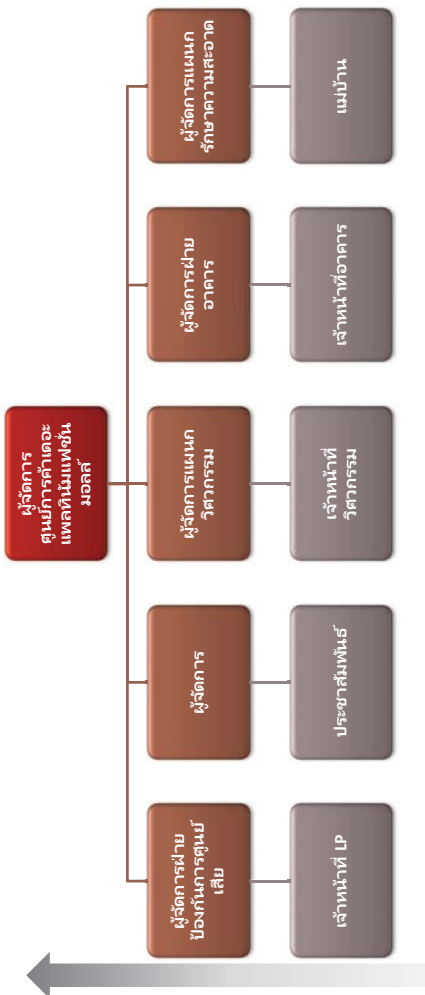 ผู้จัดการ
ศูนย์การค้าเดอะ
แพลทินัมแฟชั่น
มอลล์
ผู้จัดการฝ่าย
ป้องกันการศูนย์
เสีย
ผู้จัดการ
ผู้จัดการแผนก
วิศวกรรม
ผู้จัดการฝ่าย
อาคาร
ผู้จัดการแผนก
รักษาความสะอาด
เจ้าหน้าที่ LP
ประชาสัมพันธ์
เจ้าหน้าที่
วิศวกรรม
เจ้าหน้าที่อาคาร
แม่บ้าน